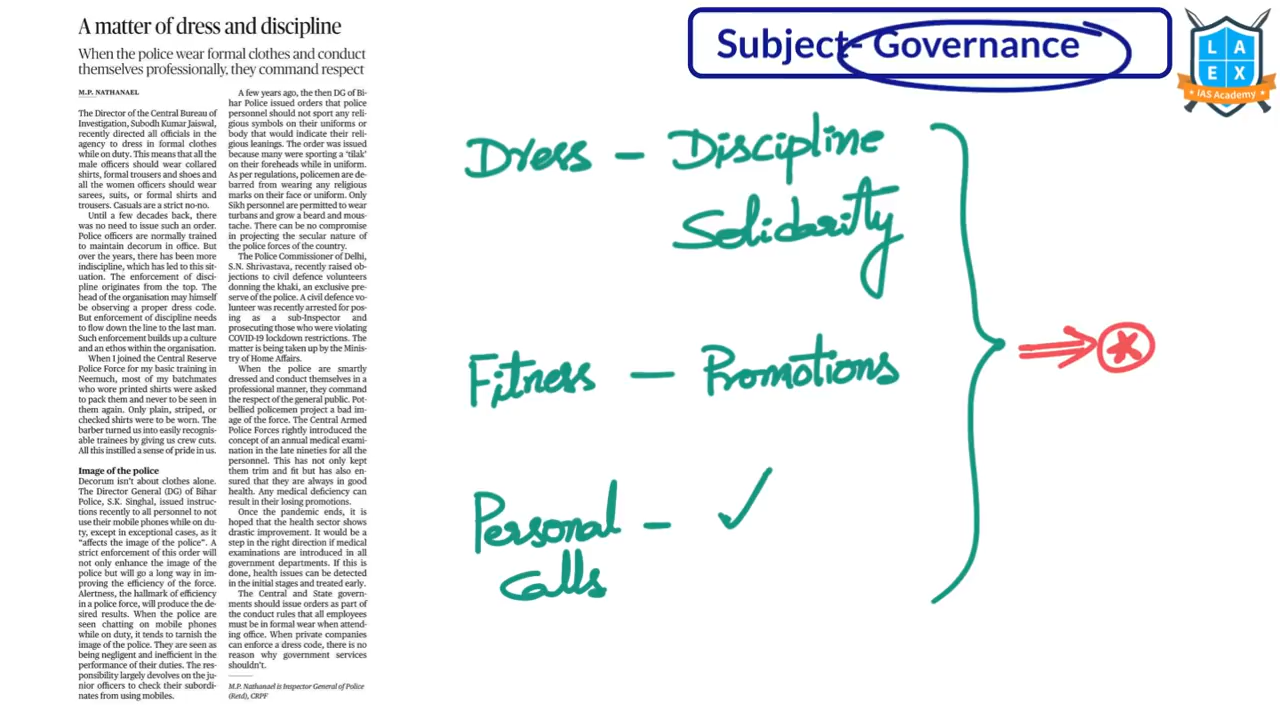 A matter of dress and discipline
When the police wear formal clothes and conduct
themselves professionally, they command respect
M.P. NATHANAEL
The Director of the Central Bureau of
Investigation, Subodh Kumar Jaiswal,
recently directed all officials in the
agency to dress in formal clothes
while on duty. This means that all the
male officers should wear collared
shirts, formal trousers and shoes and
all the women officers should wear
sarees, suits, or formal shirts and
trousers. Casuals are a strict no-no.
Until a few decades back, there
was no need to issue such an order.
Police officers are normally trained
to maintain decorum in office. But
over the years, there has been more
indiscipline, which has led to this sit-
uation. The enforcement of disci-
pline originates from the top. The
head of the organisation may himself
be observing a proper dress code.
But enforcement of discipline needs
to flow down the line to the last man.
Such enforcement builds up a culture
and an ethos within the organisation.
When I joined the Central Reserve
Police Force for my basic training in
Neemuch, most of my batchmates
who wore printed shirts were asked
to pack them and never to be seen in
them again. Only plain, striped, or
checked shirts were to be worn. The
barber turned us into easily recognis-
able trainees by giving us crew cuts.
All this instilled a sense of pride in us.
Image of the police
Decorum isn't about clothes alone.
The Director General (DG) of Bihar
Police, S.K. Singhal, issued instruc-
tions recently to all personnel to not
use their mobile phones while on du-
ty, except in exceptional cases, as it
"affects the image of the police". A
strict enforcement of this order will
not only enhance the image of the
police but will go a long way in im-
proving the efficiency of the force.
Alertness, the hallmark of efficiency
in a police force, will produce the de-
sired results. When the police are
seen chatting on mobile phones
while on duty, it tends to tarnish the
image of the police. They are seen as
being negligent and inefficient in the
performance of their duties. The res-
ponsibility largely devolves on the ju-
nior officers to check their subordi-
nates from using mobiles.
A few years ago, the then DG of Bi-
har Police issued orders that police
personnel should not sport any reli-
gious symbols on their uniforms or
body that would indicate their reli-
gious leanings. The order was issued
because many were sporting a 'tilak'
on their foreheads while in uniform.
As per regulations, policemen are de-
barred from wearing any religious
marks on their face or uniform. Only
Sikh personnel are permitted to wear
turbans and grow a beard and mous-
tache. There can be no compromise
in projecting the secular nature of
the police forces of the country.
The Police Commissioner of Delhi,
S.N. Shrivastava, recently raised ob-
jections to civil defence volunteers
donning the khaki, an exclusive pre-
serve of the police. A civil defence vo-
lunteer was recently arrested for pos-
ing as a sub-Inspector and
prosecuting those who were violating
COVID-19 lockdown restrictions. The
matter is being taken up by the Minis-
try of Home Affairs.
When the police are smartly
dressed and conduct themselves in a
professional manner, they command
the respect of the general public. Pot-
bellied policemen project a bad im-
age of the force. The Central Armed
Police Forces rightly introduced the
concept of an annual medical exami-
nation in the late nineties for all the
personnel. This has not only kept
them trim and fit but has also en-
sured that they are always in good
health. Any medical deficiency can
result in their losing promotions.
Once the pandemic ends, it is
hoped that the health sector shows
drastic improvement. It would be a
step in the right direction if medical
examinations are introduced in all
government departments. If this is
done, health issues can be detected
in the initial stages and treated early.
The Central and State govern-
ments should issue orders as part of
the conduct rules that all employees
must be in formal wear when attend-
ing office. When private companies
can enforce a dress code, there is no
reason why government services
shouldn't.
M.P. Nathanael is Inspector General of Police
(Retd), CRPF
Subject- Governance
LA
EX
IAS Academy
Dress – Discipline
Solidarity
Fitness – Promotions
Personal –
Calls